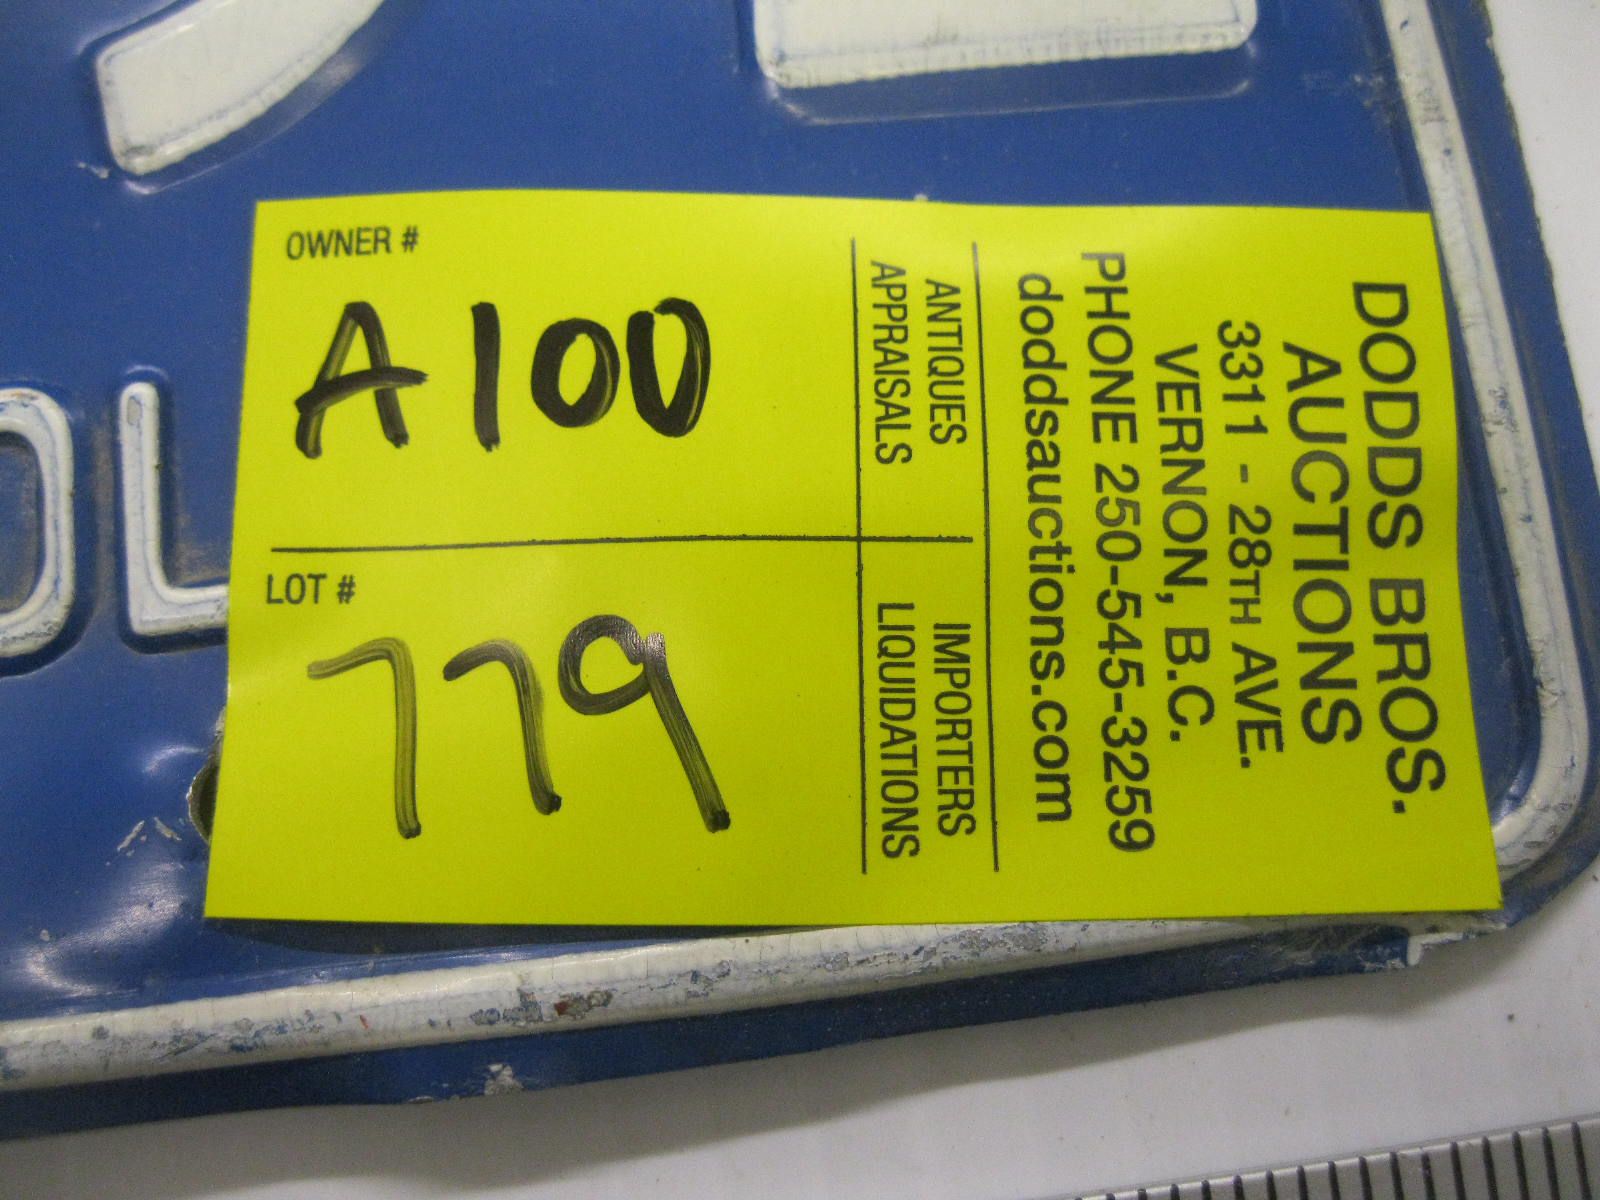 OWNER #
A100
LOT #
779
ANTIQUES
APPRAISALS
IMPORTERS
LIQUIDATIONS
DODDS BROS.
AUCTIONS
3311 - 28TH AVE.
VERNON, B.C.
PHONE 250-545-3259
doddsauctions.com
OL